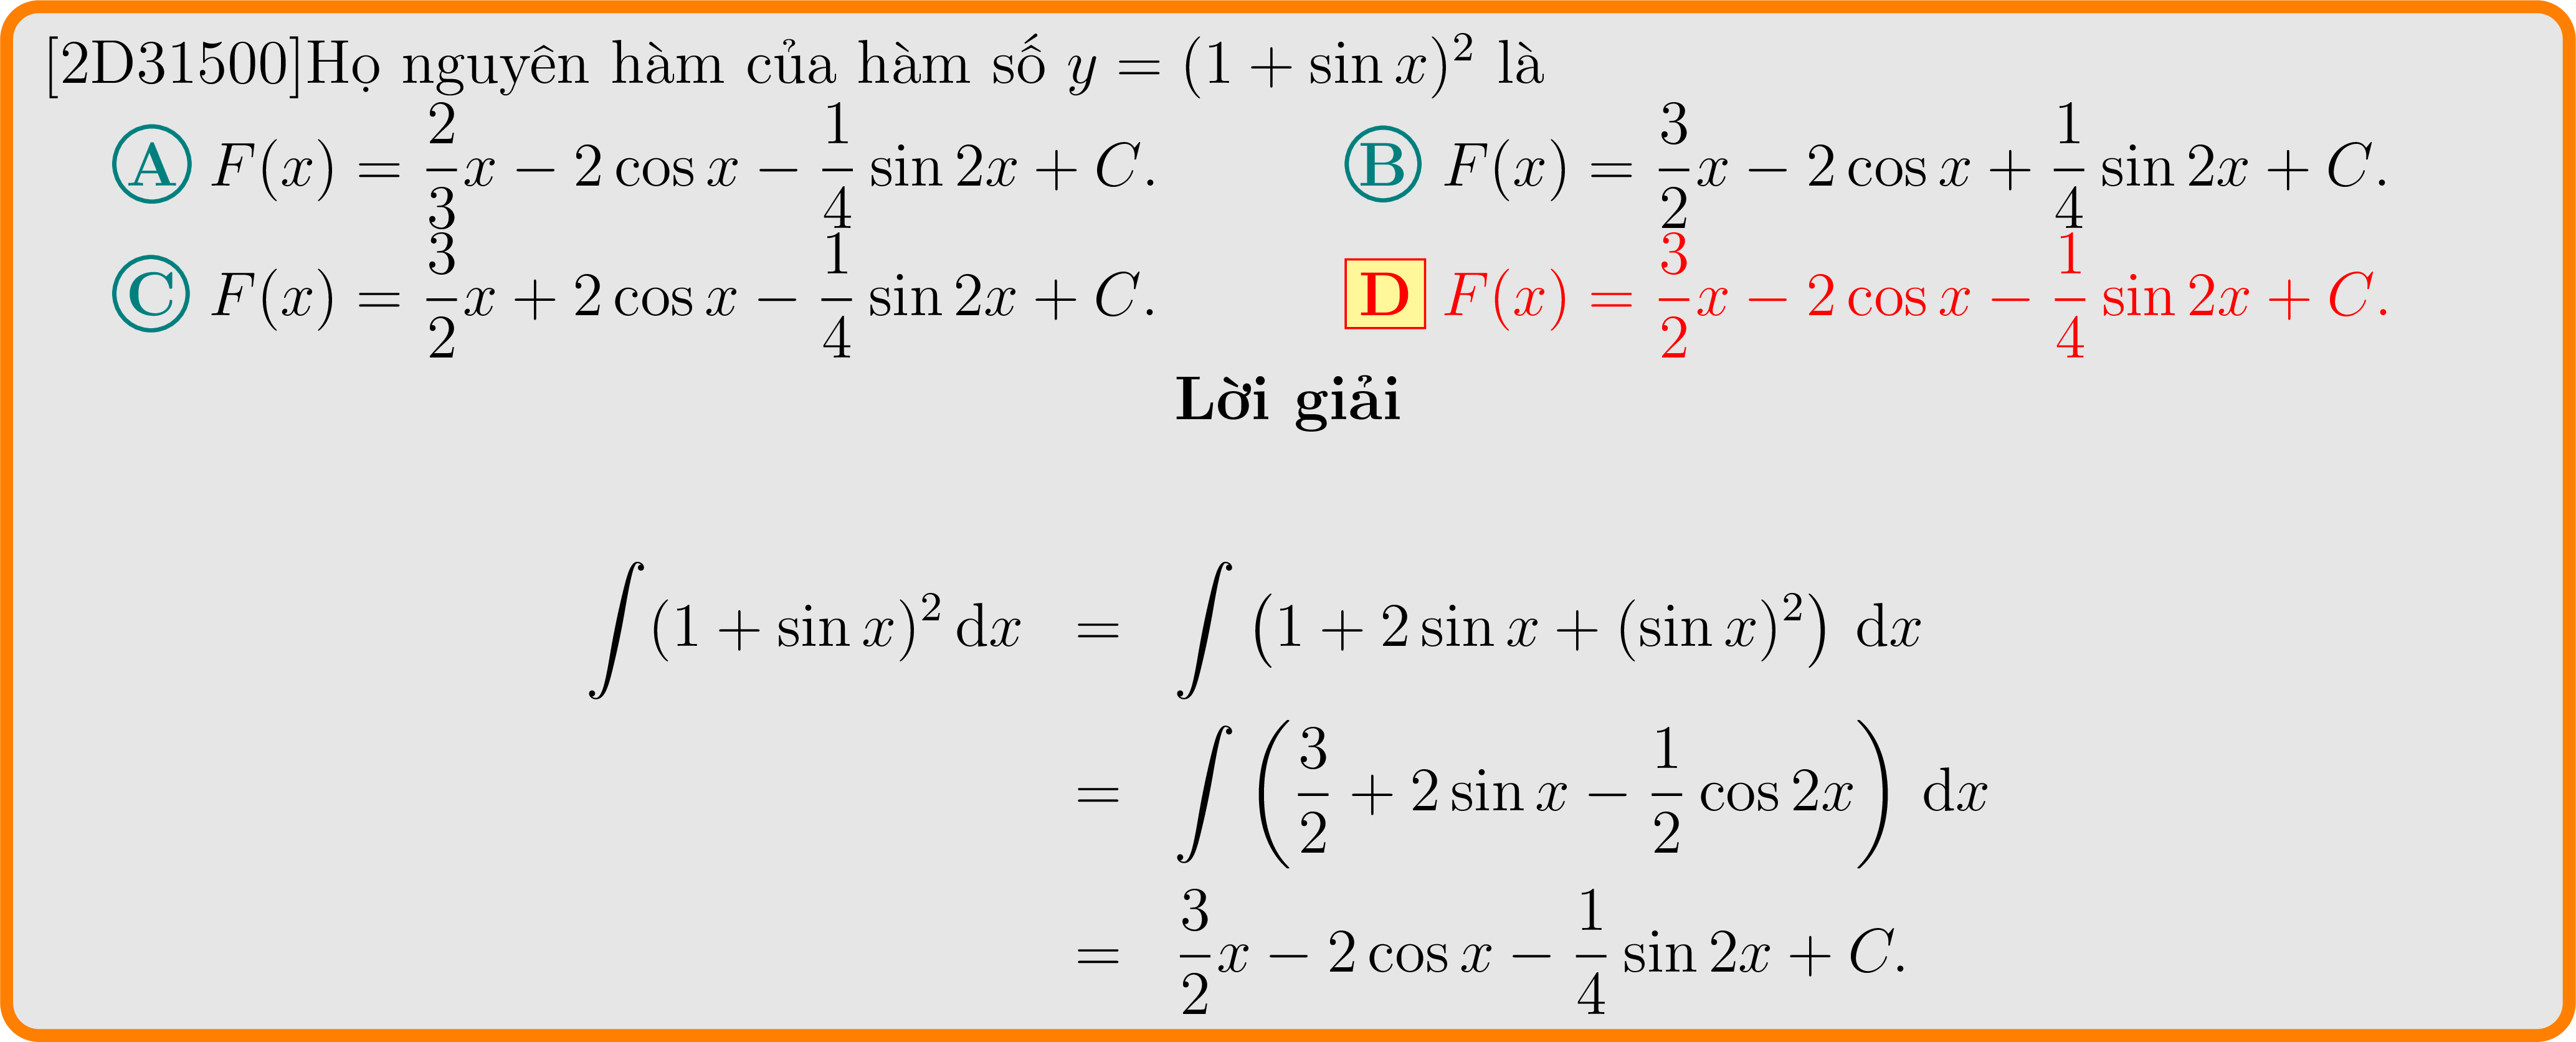 [2D31500]Họ nguyên hàm của hàm số $y = (1 + \sin x)^2$ là
A $F(x) = \frac{2}{3}x - 2\cos x - \frac{1}{4}\sin 2x + C.$ B $F(x) = \frac{3}{2}x - 2\cos x + \frac{1}{4}\sin 2x + C.$
C $F(x) = \frac{3}{2}x + 2\cos x - \frac{1}{4}\sin 2x + C.$ D $F(x) = \frac{3}{2}x - 2\cos x - \frac{1}{4}\sin 2x + C.$
Lời giải
$\int (1 + \sin x)^2 \, \mathrm{d}x = \int \left(1 + 2\sin x + (\sin x)^2\right) \, \mathrm{d}x$
$= \int \left(\frac{3}{2} + 2\sin x - \frac{1}{2}\cos 2x\right) \, \mathrm{d}x$
$= \frac{3}{2}x - 2\cos x - \frac{1}{4}\sin 2x + C.$